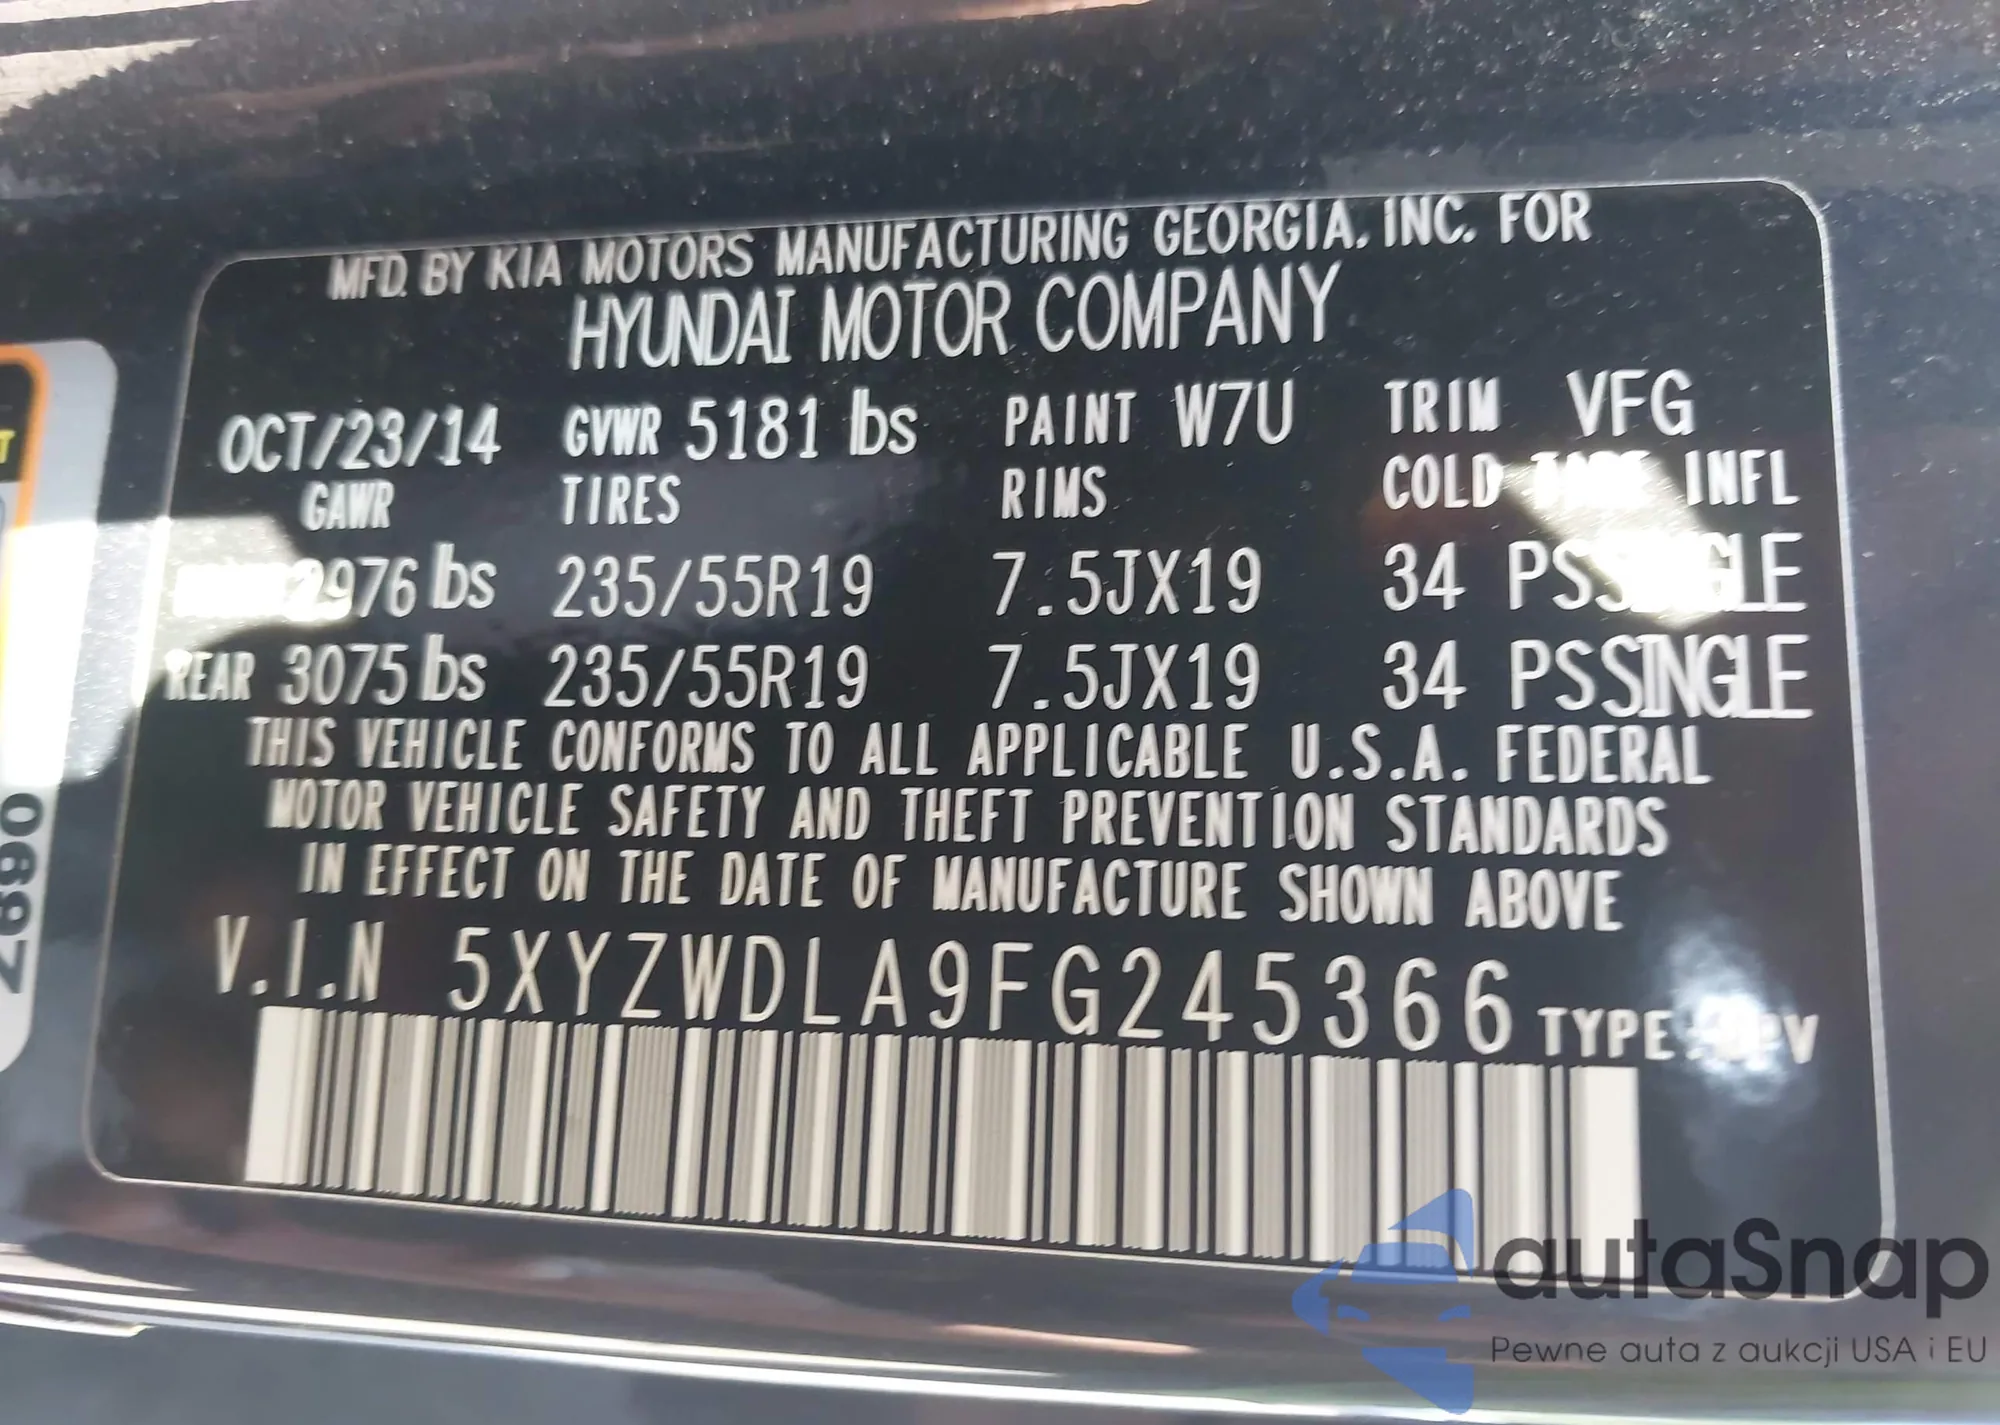 MFD. BY KIA MOTORS MANUFACTURING GEORGIA, INC. FOR
HYUNDAI MOTOR COMPANY
OCT/23/14 GVWR 5181 lbs PAINT W7U TRIM VFG
GAWR TIRES RIMS COLD INFL
2976 lbs 235/55R19 7.5JX19 34 PSSINGLE
REAR 3075 lbs 235/55R19 7.5JX19 34 PSSINGLE
THIS VEHICLE CONFORMS TO ALL APPLICABLE U.S.A. FEDERAL
MOTOR VEHICLE SAFETY AND THEFT PREVENTION STANDARDS
IN EFFECT ON THE DATE OF MANUFACTURE SHOWN ABOVE
V.I.N 5XYZWDLA9FG245366 TYPE:
7890
autaSnap
Pewne auta z aukcji USA i EU